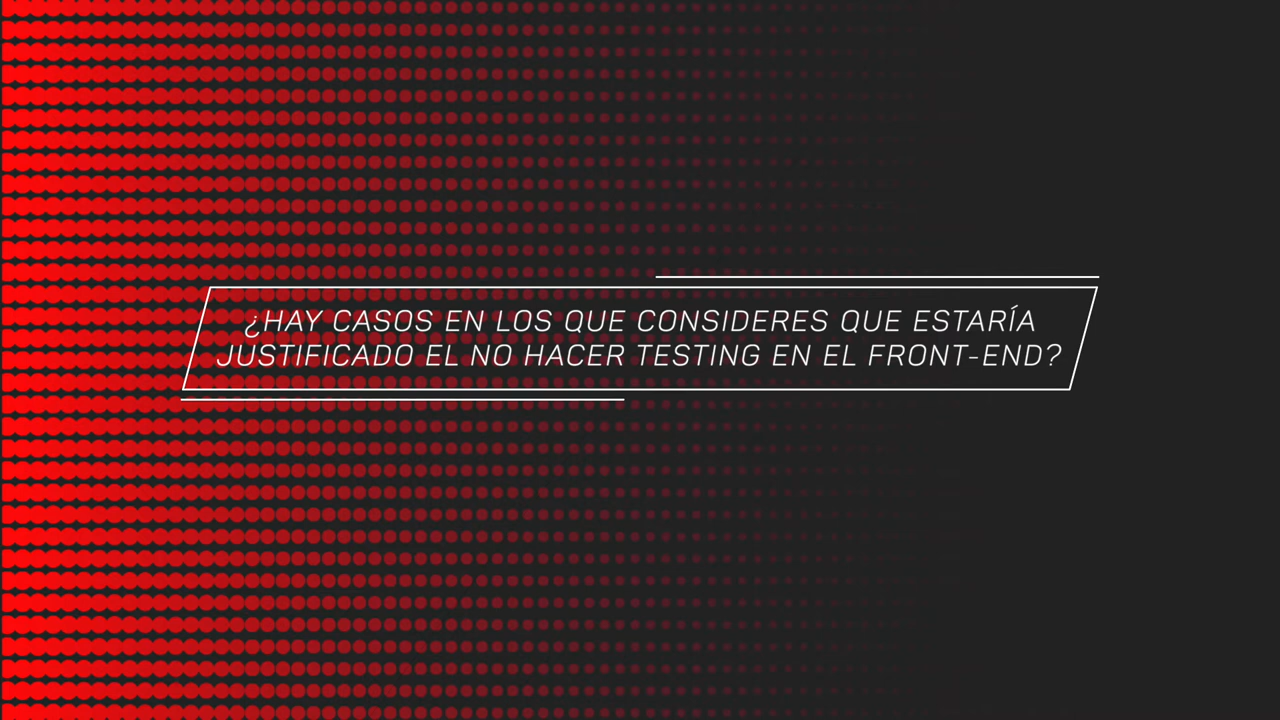 ¿HAY CASOS EN LOS QUE CONSIDERES QUE ESTARÍA
JUSTIFICADO EL NO HACER TESTING EN EL FRONT-END?